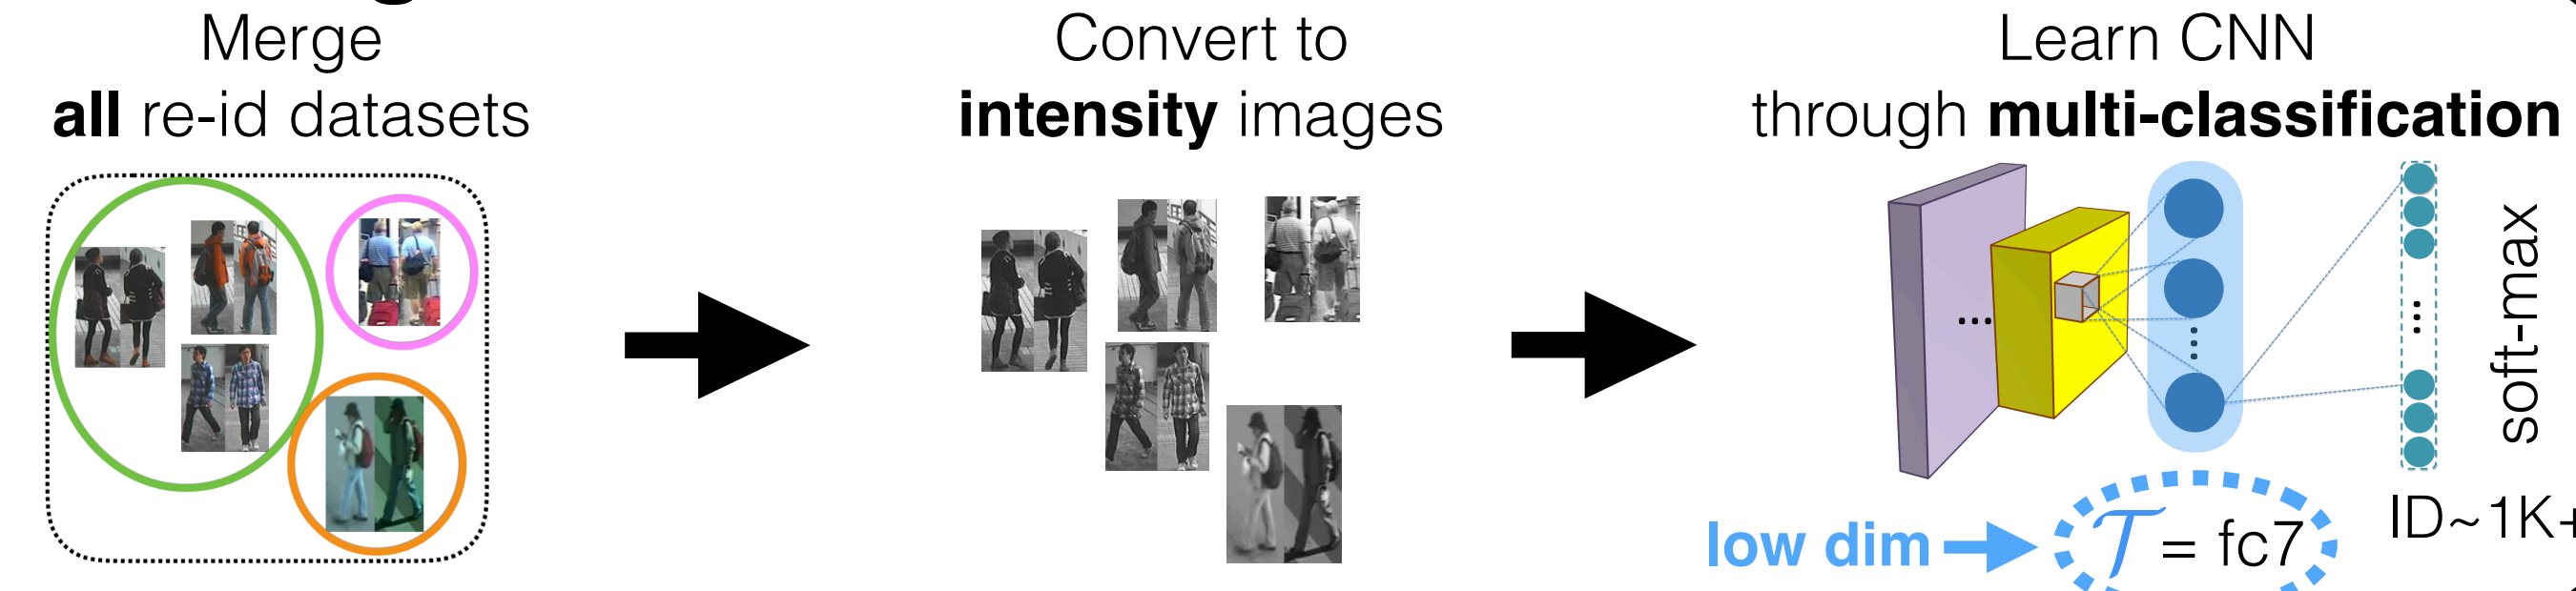 Merge
all re-id datasets
Convert to
intensity images
Learn CNN
through multi-classification
...
...
...
soft-max
low dim
𝒯 = fc7
ID~1K+